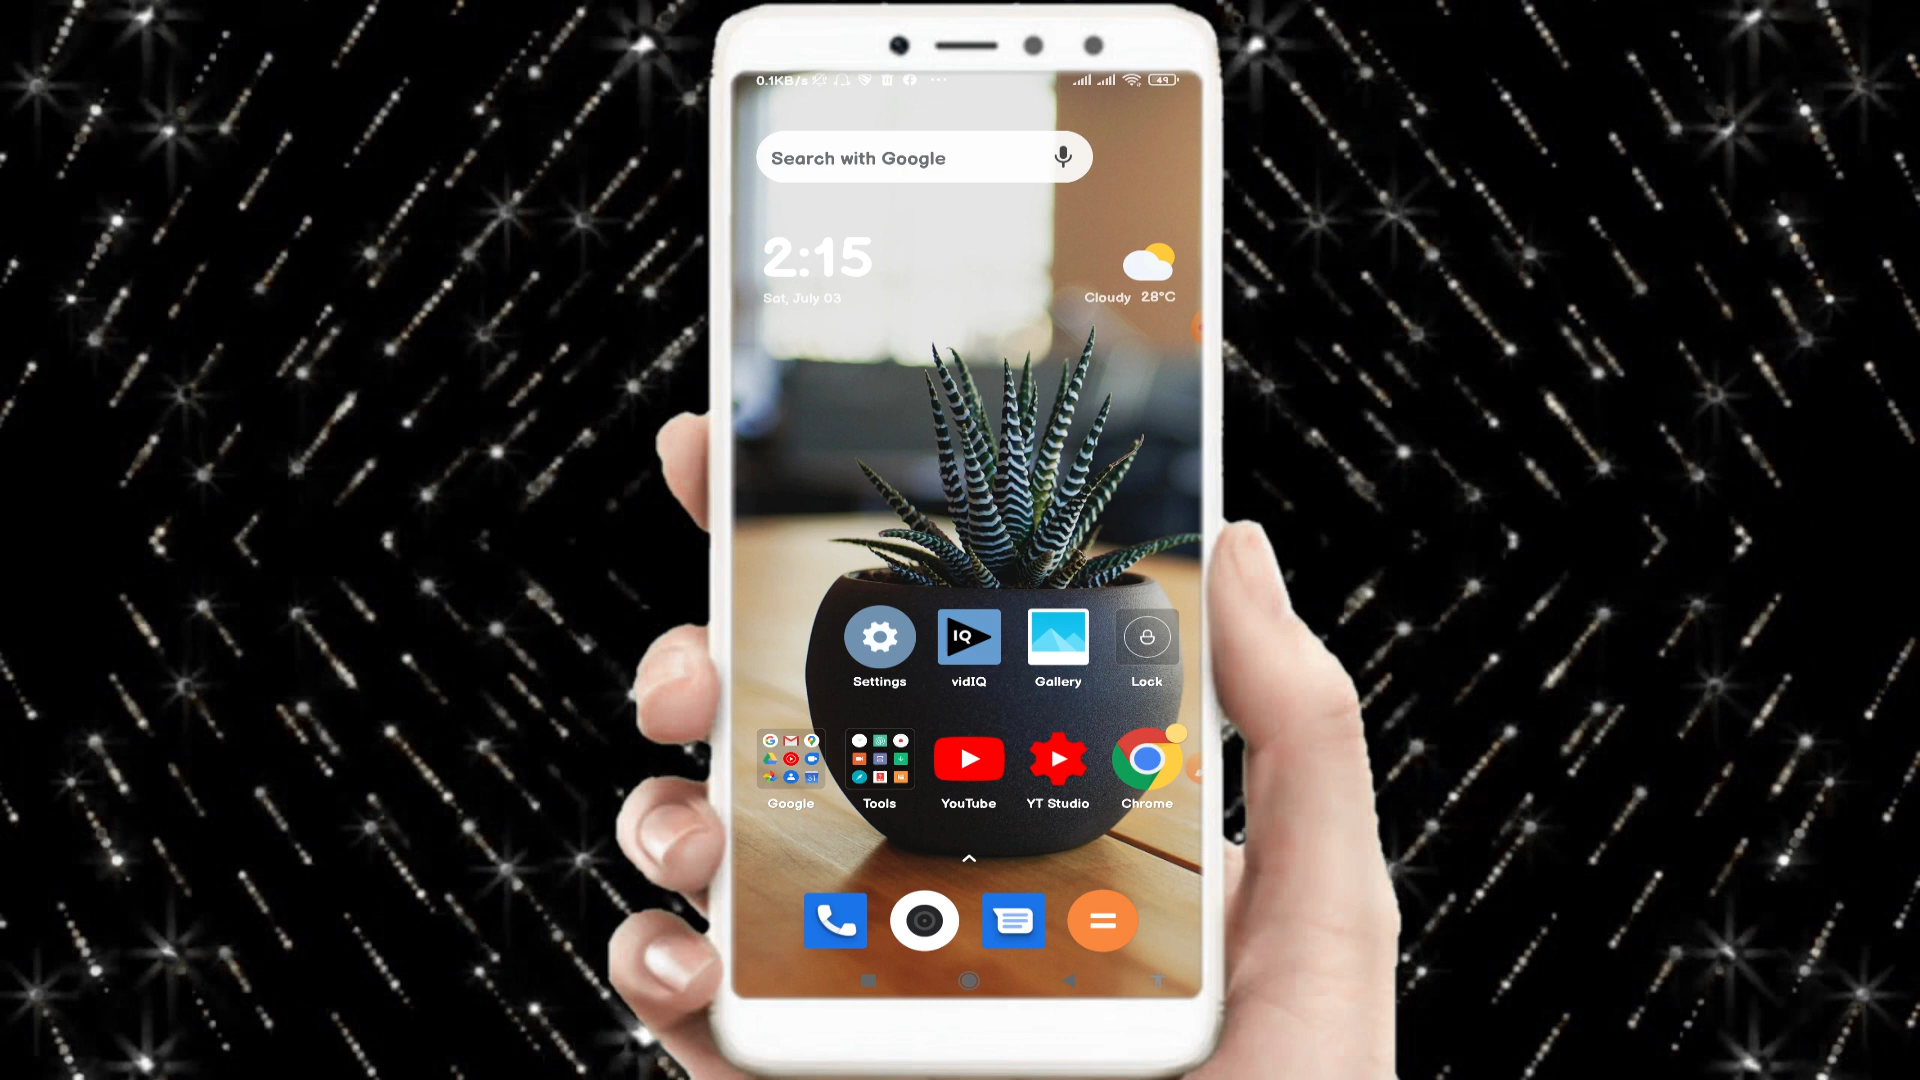 0.1KB/s ... 49
Search with Google
2:15
Sat, July 03
Cloudy 28°C
IQ
Settings vidIQ Gallery Lock
Google Tools YouTube YT Studio Chrome